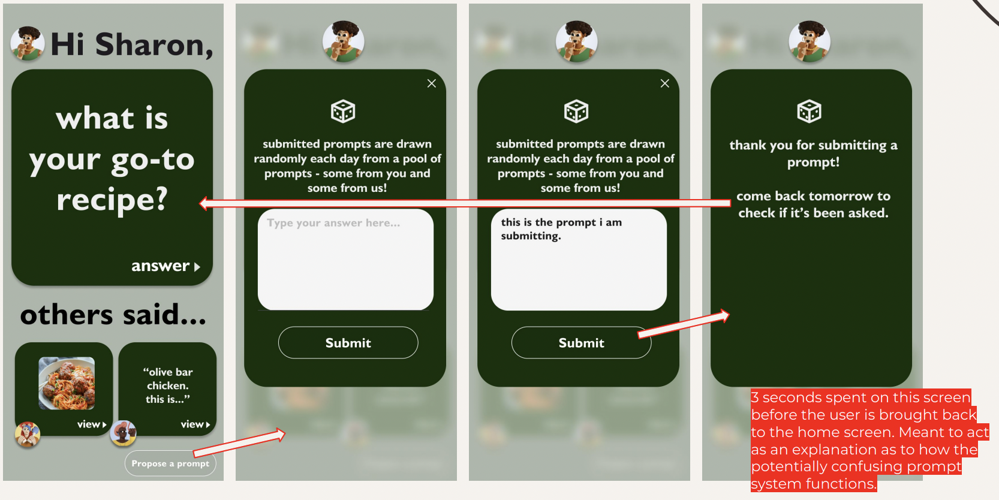 Hi Sharon,
what is
your go-to
recipe?
answer
others said...
view
“olive bar
chicken.
this is...”
view
Propose a prompt
submitted prompts are drawn
randomly each day from a pool of
prompts - some from you and
some from us!
Type your answer here...
Submit
submitted prompts are drawn
randomly each day from a pool of
prompts - some from you and
some from us!
this is the prompt i am
submitting.
Submit
thank you for submitting a
prompt!
come back tomorrow to
check if it’s been asked.
3 seconds spent on this screen
before the user is brought back
to the home screen. Meant to act
as an explanation as to how the
potentially confusing prompt
system functions.